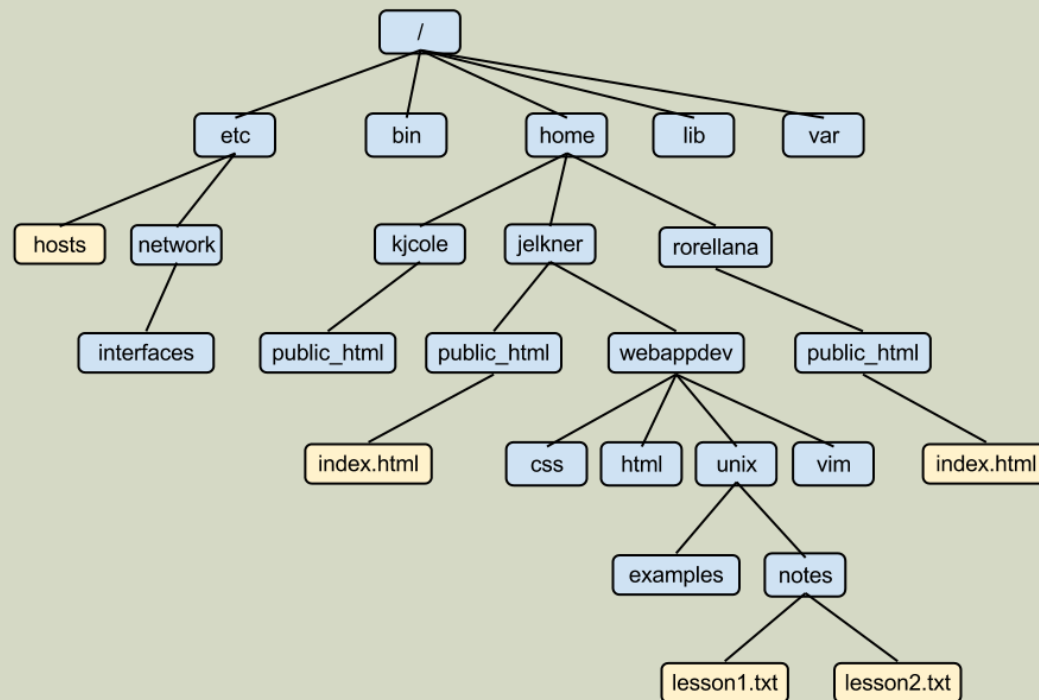 /
etc
bin
home
lib
var
hosts
network
kjcole
jelkner
rorellana
interfaces
public_html
public_html
webappdev
public_html
index.html
css
html
unix
vim
index.html
examples
notes
lesson1.txt
lesson2.txt